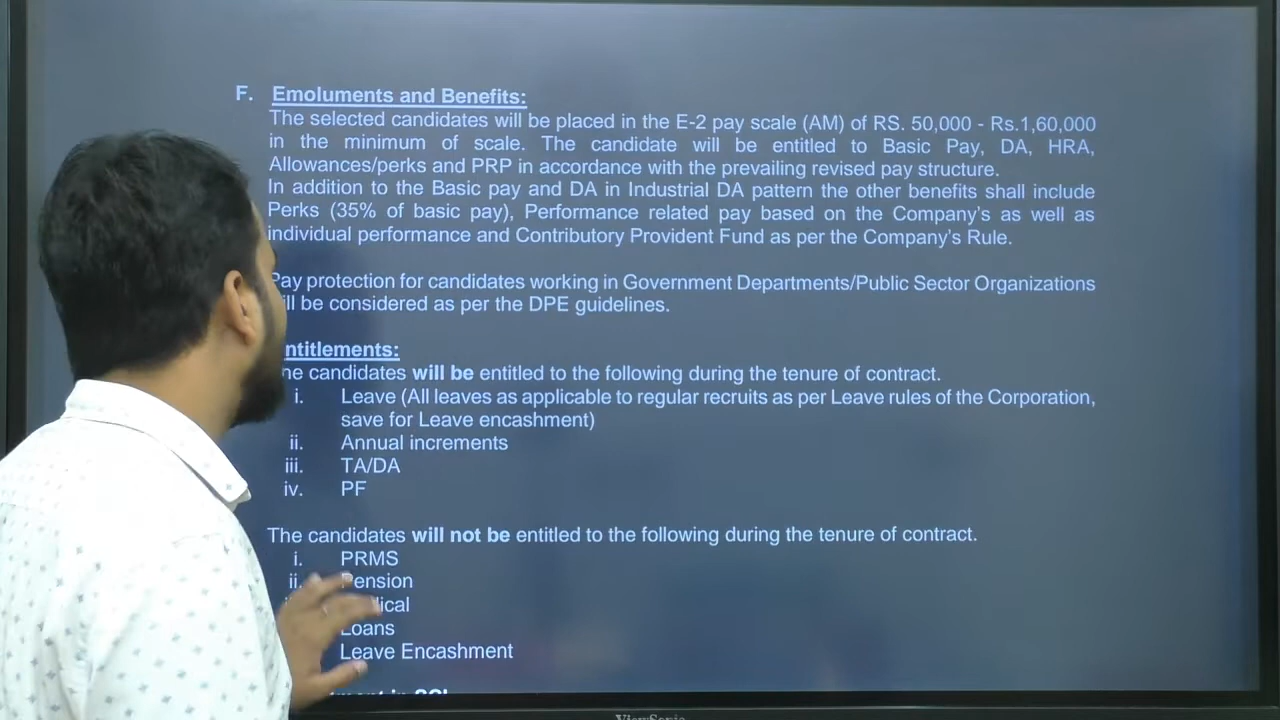 F. Emoluments and Benefits:
The selected candidates will be placed in the E-2 pay scale (AM) of RS. 50,000 - Rs.1,60,000
in the minimum of scale. The candidate will be entitled to Basic Pay, DA, HRA,
Allowances/perks and PRP in accordance with the prevailing revised pay structure.
In addition to the Basic pay and DA in Industrial DA pattern the other benefits shall include
Perks (35% of basic pay), Performance related pay based on the Company's as well as
individual performance and Contributory Provident Fund as per the Company's Rule.
Pay protection for candidates working in Government Departments/Public Sector Organizations
ill be considered as per the DPE guidelines.
ntitlements:
ne candidates will be entitled to the following during the tenure of contract.
i. Leave (All leaves as applicable to regular recruits as per Leave rules of the Corporation,
save for Leave encashment)
ii. Annual increments
iii. TA/DA
iv. PF
The candidates will not be entitled to the following during the tenure of contract.
i. PRMS
ii. Pension
dical
Loans
Leave Encashment
ViewSonic